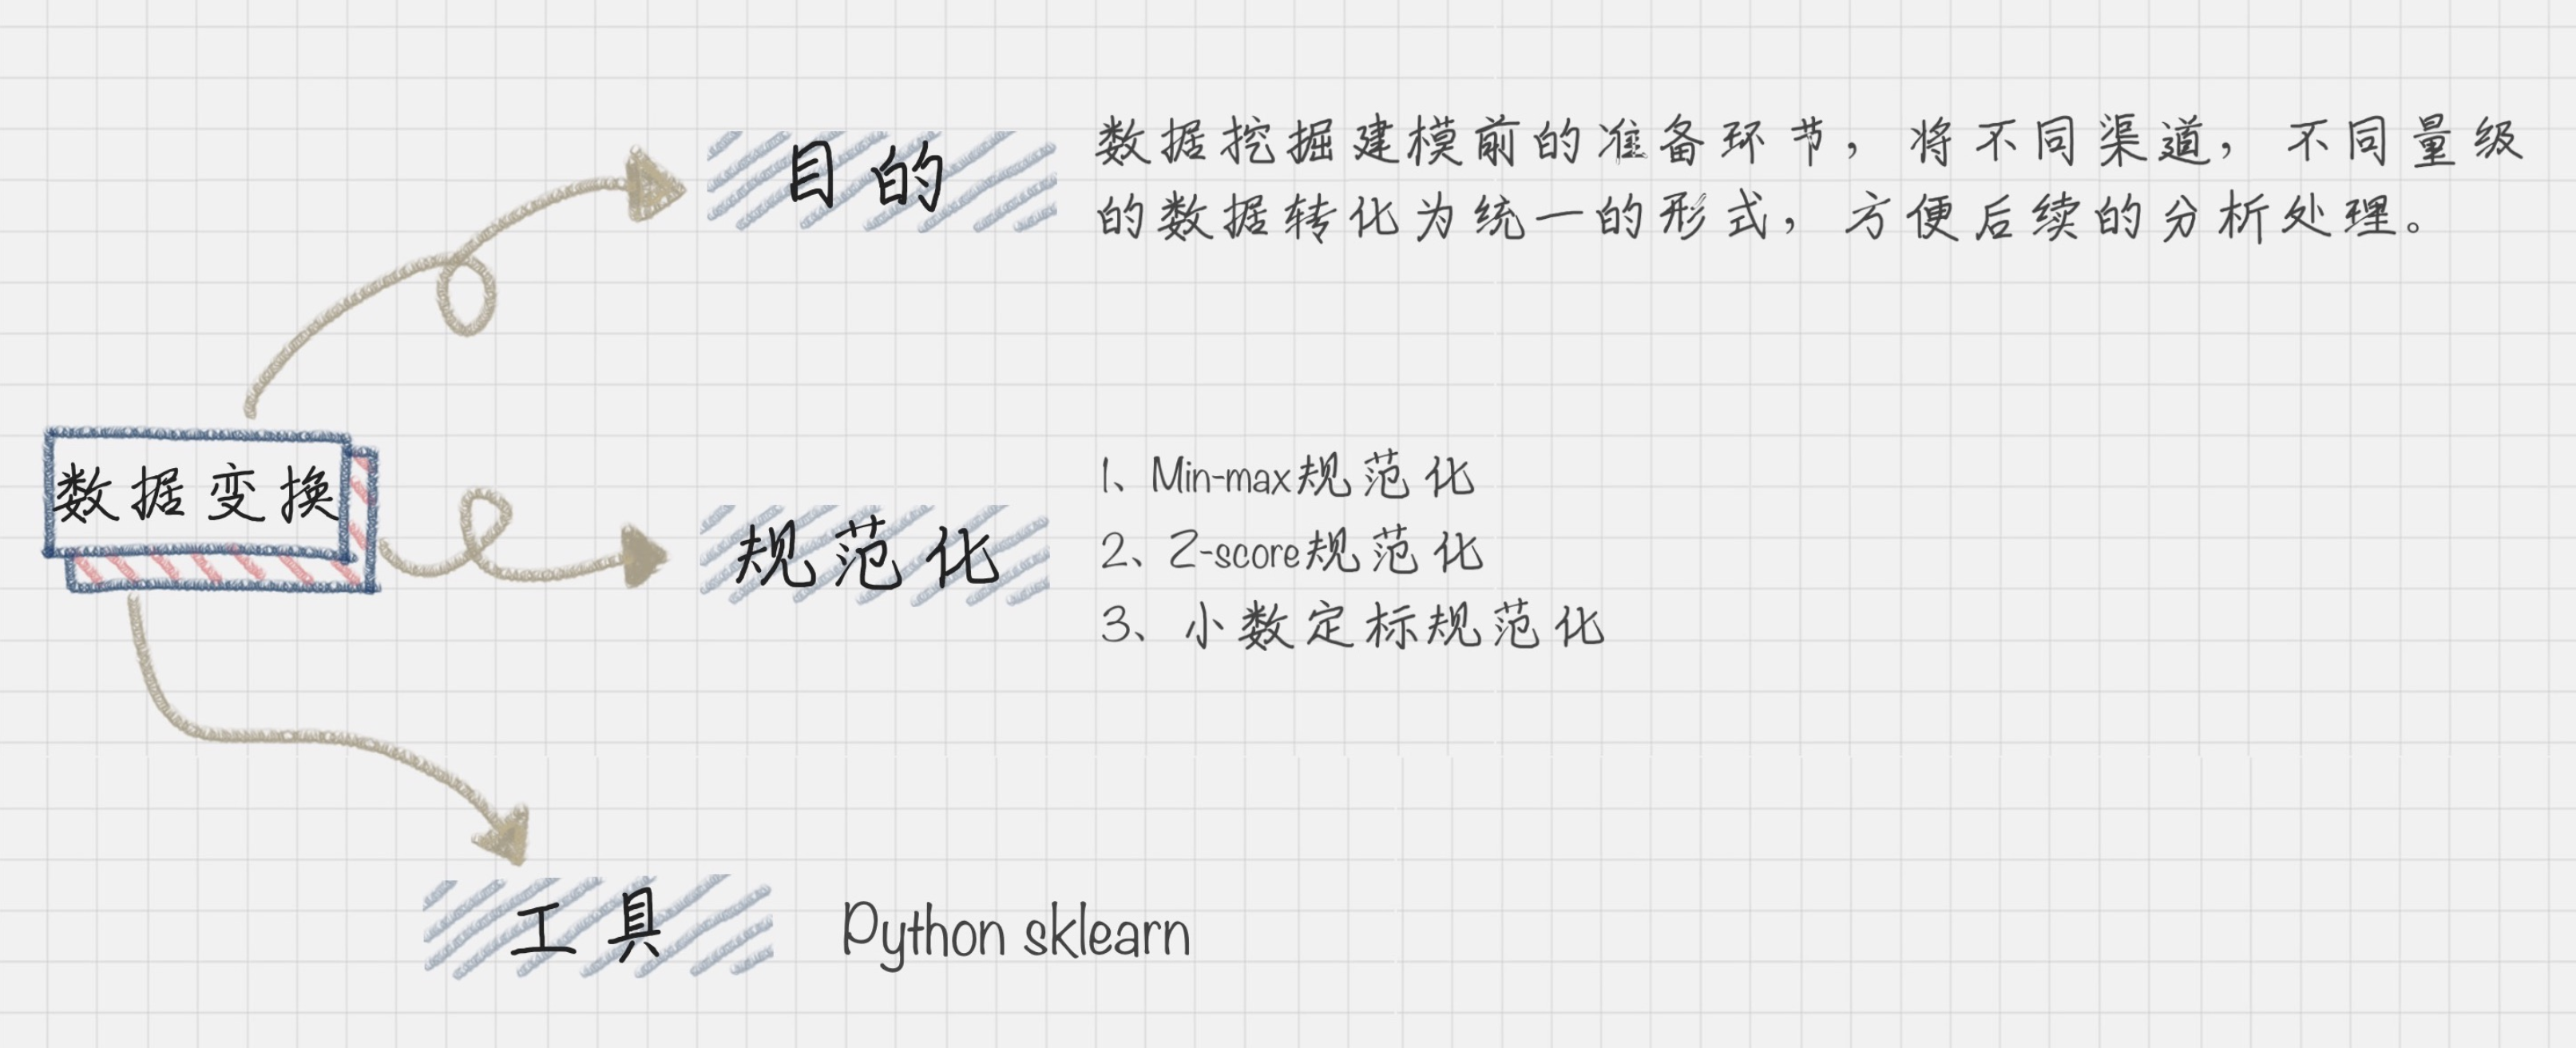 目的
数据挖掘建模前的准备环节，将不同渠道，不同量级
的数据转化为统一的形式，方便后续的分析处理。
数据变换
规范化
1、Min-max规范化
2、Z-score规范化
3、小数定标规范化
工具
Python sklearn